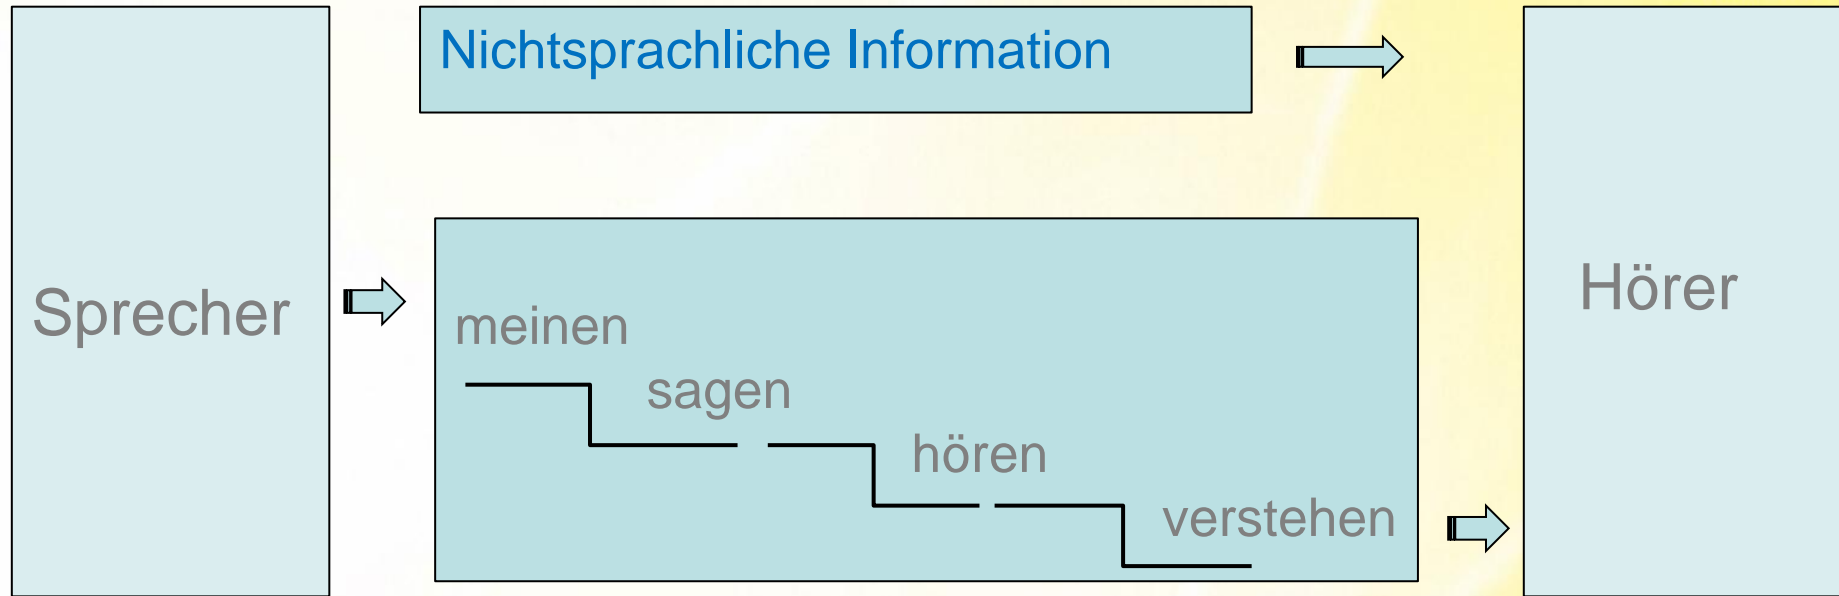 Nichtsprachliche Information
Sprecher
meinen
sagen
hören
verstehen
Hörer